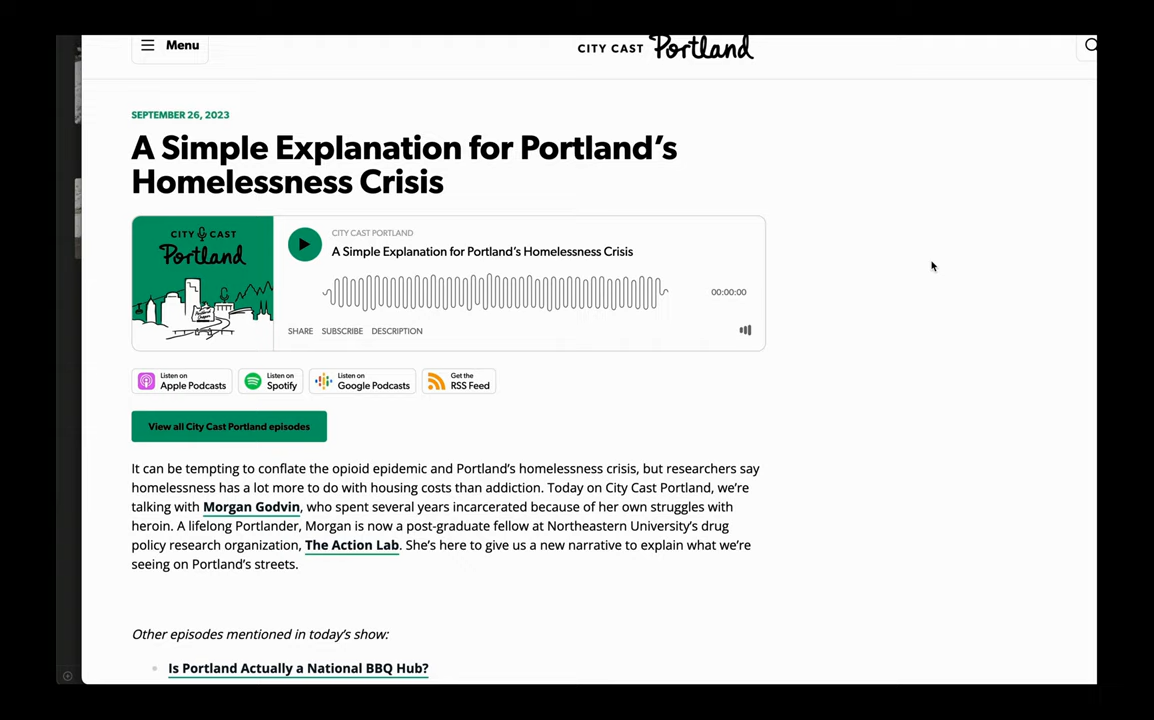 Menu
CITY CAST Portland
SEPTEMBER 26, 2023
A Simple Explanation for Portland's
Homelessness Crisis
CITY CAST
Portland
CITY CAST PORTLAND
A Simple Explanation for Portland's Homelessness Crisis
00:00:00
SHARE SUBSCRIBE DESCRIPTION
Listen on
Apple Podcasts
Listen on
Spotify
Listen on
Google Podcasts
Get the
RSS Feed
View all City Cast Portland episodes
It can be tempting to conflate the opioid epidemic and Portland's homelessness crisis, but researchers say
homelessness has a lot more to do with housing costs than addiction. Today on City Cast Portland, we're
talking with Morgan Godvin, who spent several years incarcerated because of her own struggles with
heroin. A lifelong Portlander, Morgan is now a post-graduate fellow at Northeastern University's drug
policy research organization, The Action Lab. She's here to give us a new narrative to explain what we're
seeing on Portland's streets.
Other episodes mentioned in today's show:
Is Portland Actually a National BBQ Hub?